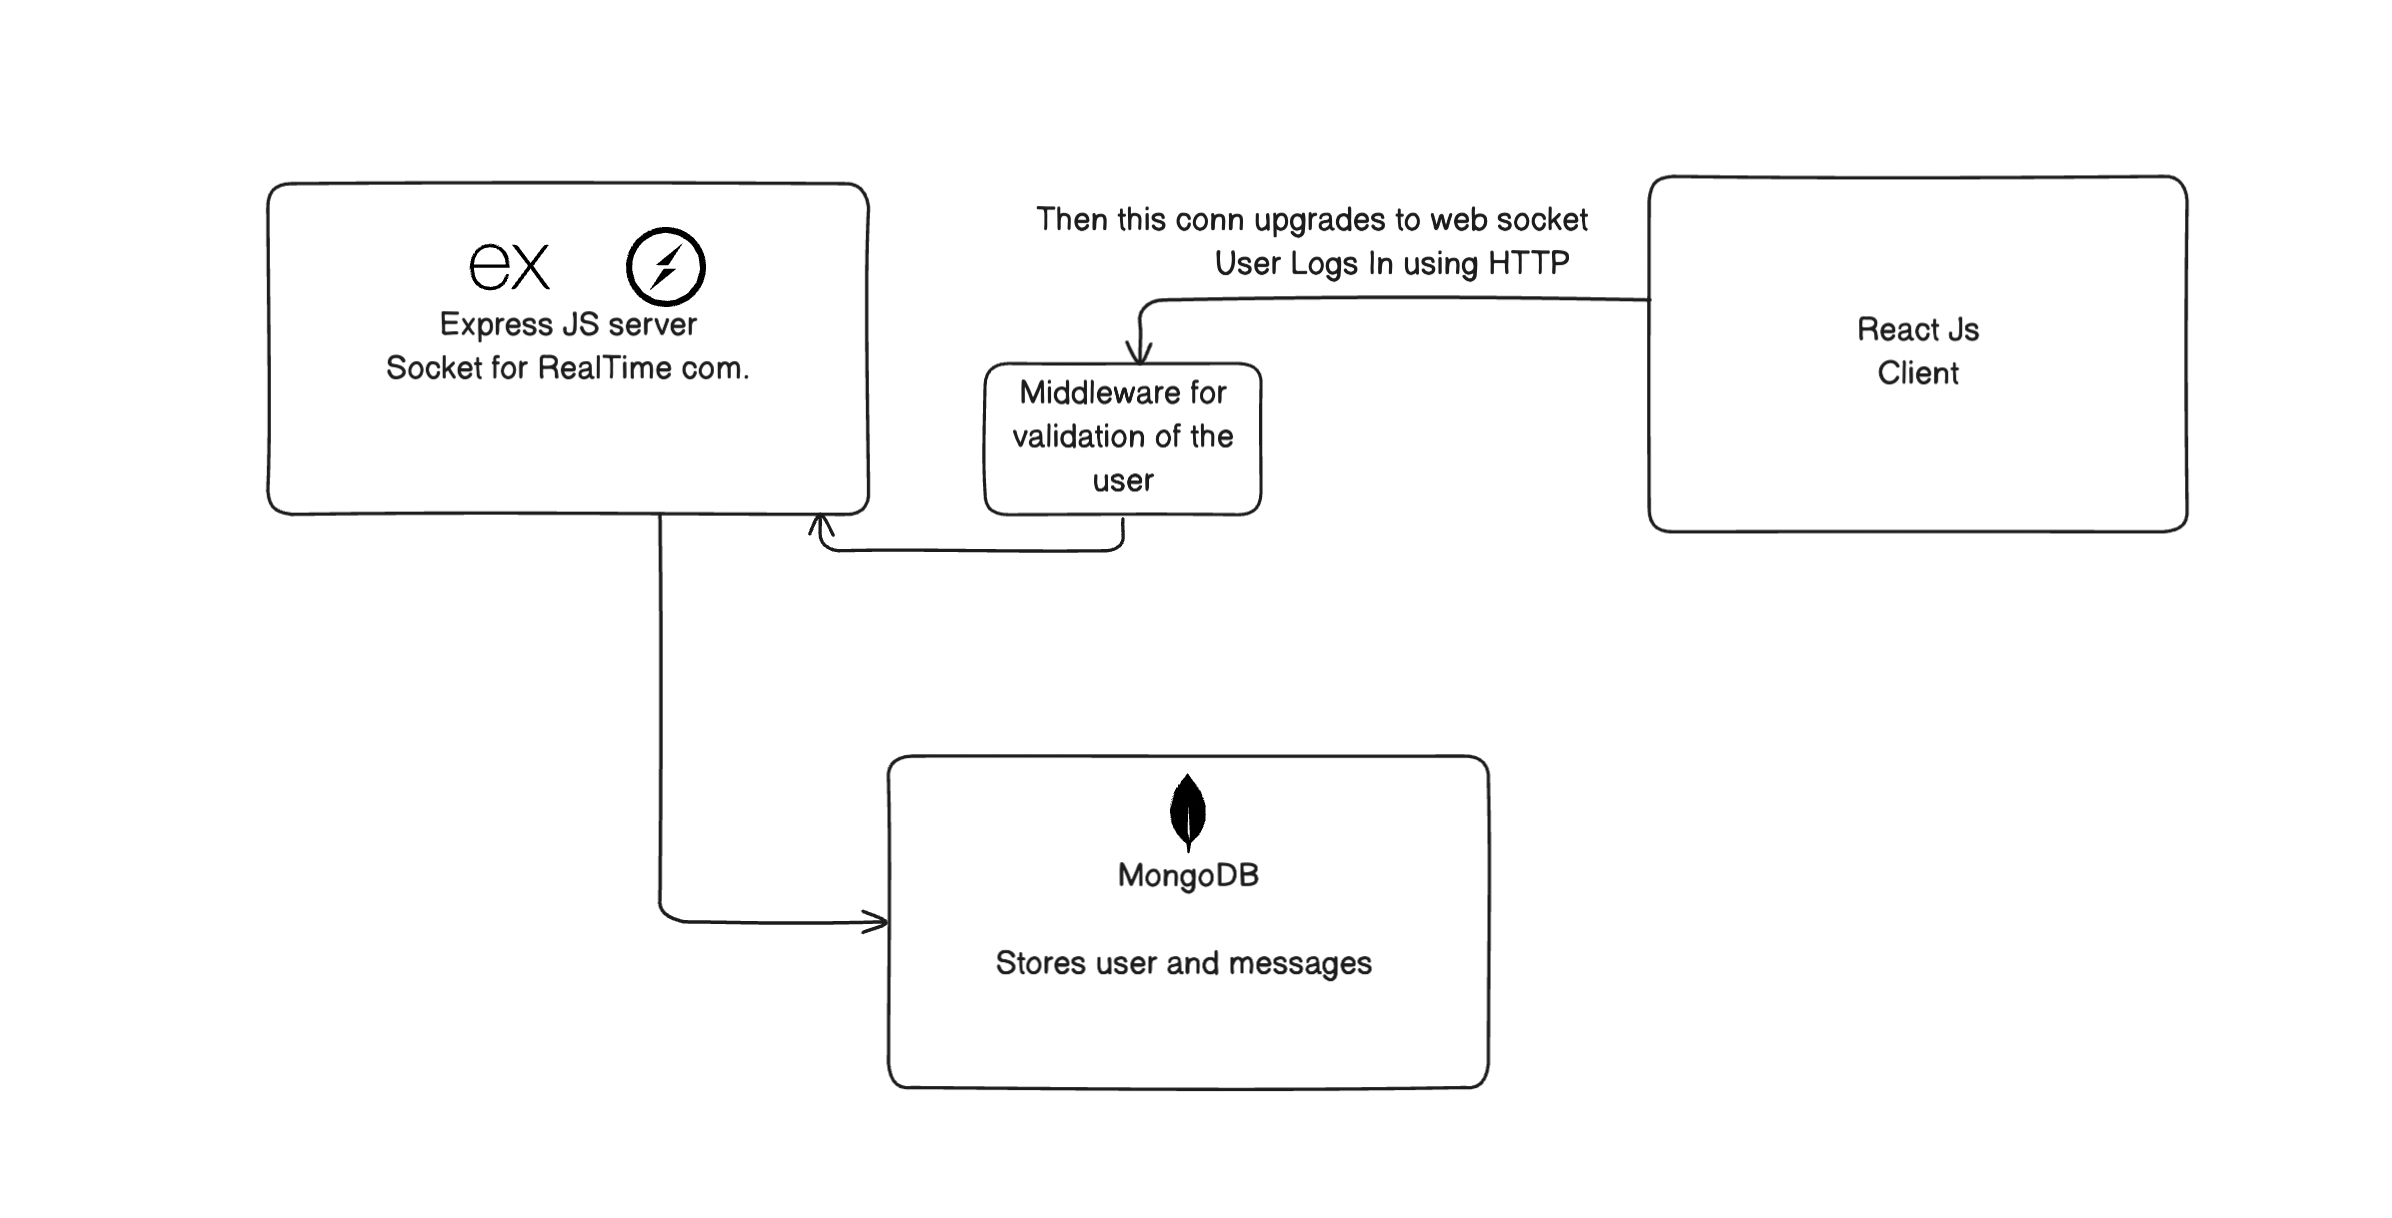 ex
Express JS server
Socket for RealTime com.
Then this conn upgrades to web socket
User Logs In using HTTP
Middleware for
validation of the
user
React Js
Client
MongoDB
Stores user and messages